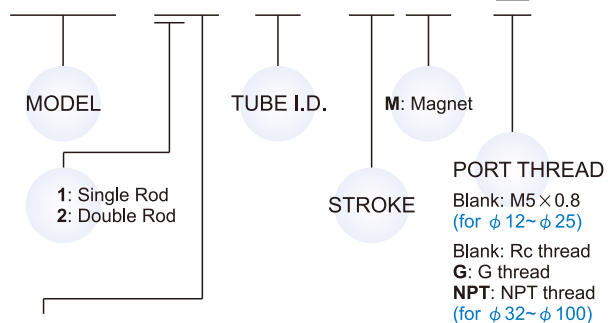 MODEL
TUBE I.D.
M: Magnet
1: Single Rod
2: Double Rod
STROKE
PORT THREAD
Blank: M5×0.8
(for φ12~φ25)
Blank: Rc thread
G: G thread
NPT: NPT thread
(for φ32~φ100)